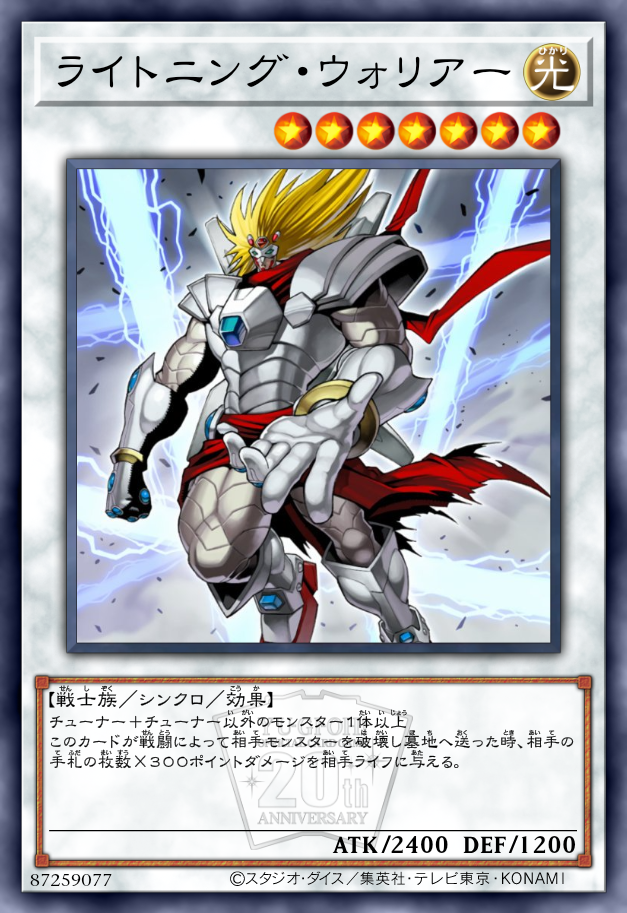 ライトニング・ウォリアー
ひかり
光
【戦士族／シンクロ／効果】
チューナー＋チューナー以外のモンスター１体以上
このカードが戦闘によって相手モンスターを破壊し墓地へ送った時、相手の
手札の枚数×３００ポイントダメージを相手ライフに与える。
20th
ANNIVERSARY
ATK/2400 DEF/1200
87259077
©スタジオ・ダイス／集英社・テレビ東京・KONAMI